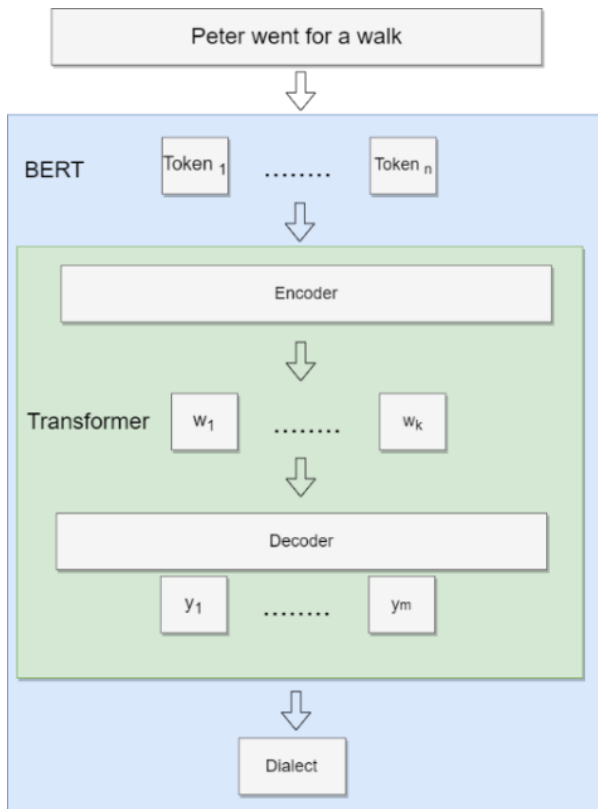 Peter went for a walk
BERT
Token 1 ........ Token n
Encoder
Transformer
w1 ........ wk
Decoder
y1 ........ ym
Dialect